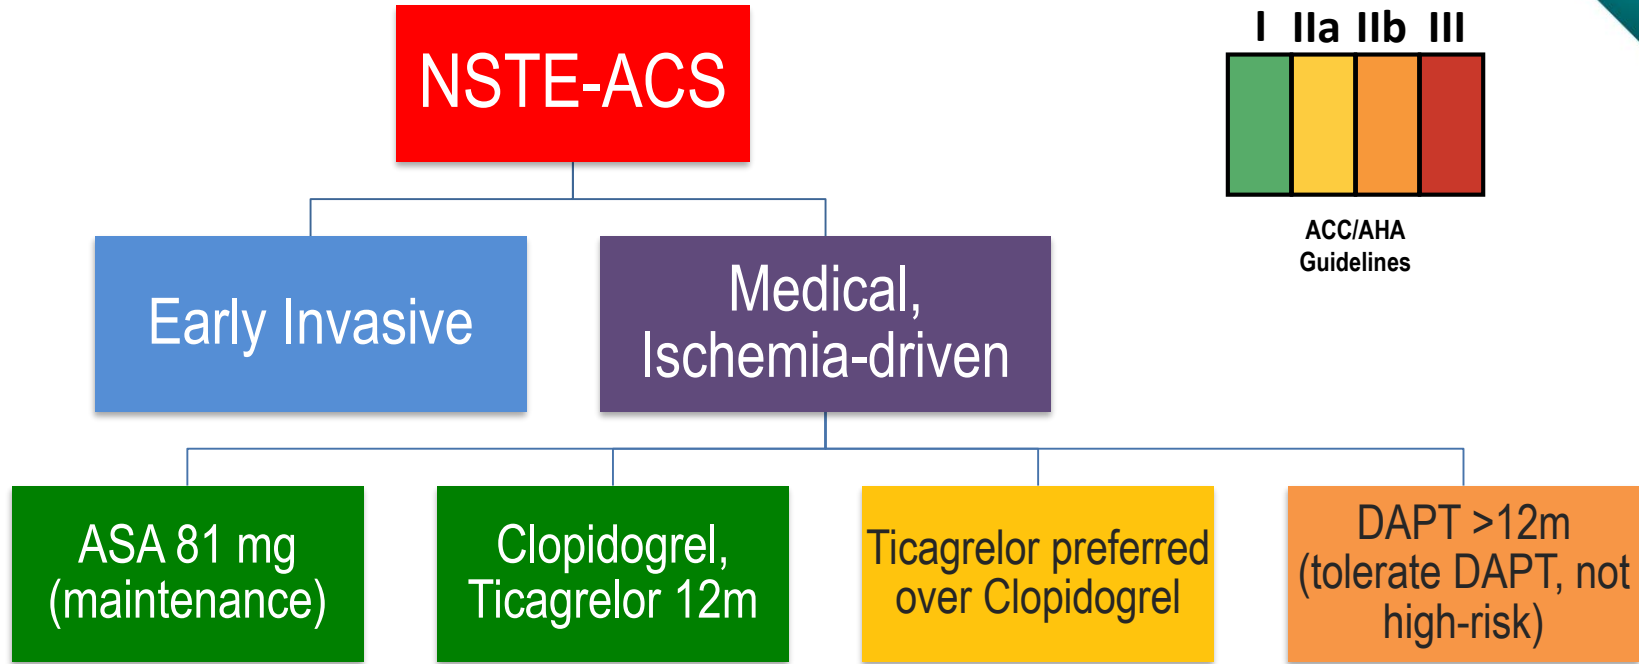 NSTE-ACS
I IIa IIb III
ACC/AHA
Guidelines
Early Invasive
Medical,
Ischemia-driven
ASA 81 mg
(maintenance)
Clopidogrel,
Ticagrelor 12m
Ticagrelor preferred
over Clopidogrel
DAPT >12m
(tolerate DAPT, not
high-risk)